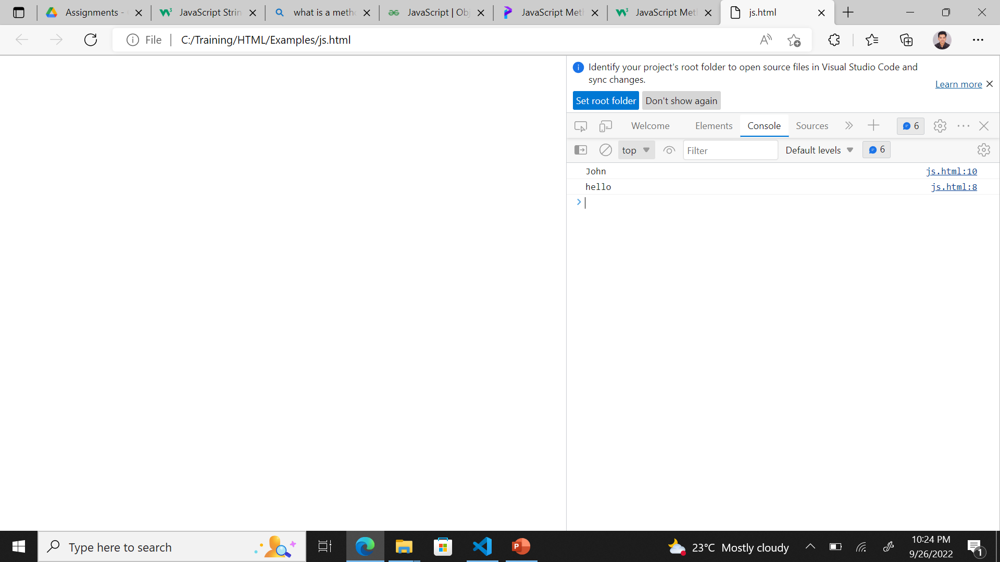 Assignments -
JavaScript Strin
what is a metho
JavaScript | Obj
JavaScript Meth
JavaScript Meth
js.html
File
C:/Training/HTML/Examples/js.html
Identify your project's root folder to open source files in Visual Studio Code and
sync changes.
Learn more
Set root folder
Don't show again
Welcome
Elements
Console
Sources
6
top
Filter
Default levels
6
John
js.html:10
hello
js.html:8
Type here to search
23°C Mostly cloudy
10:24 PM
9/26/2022
1